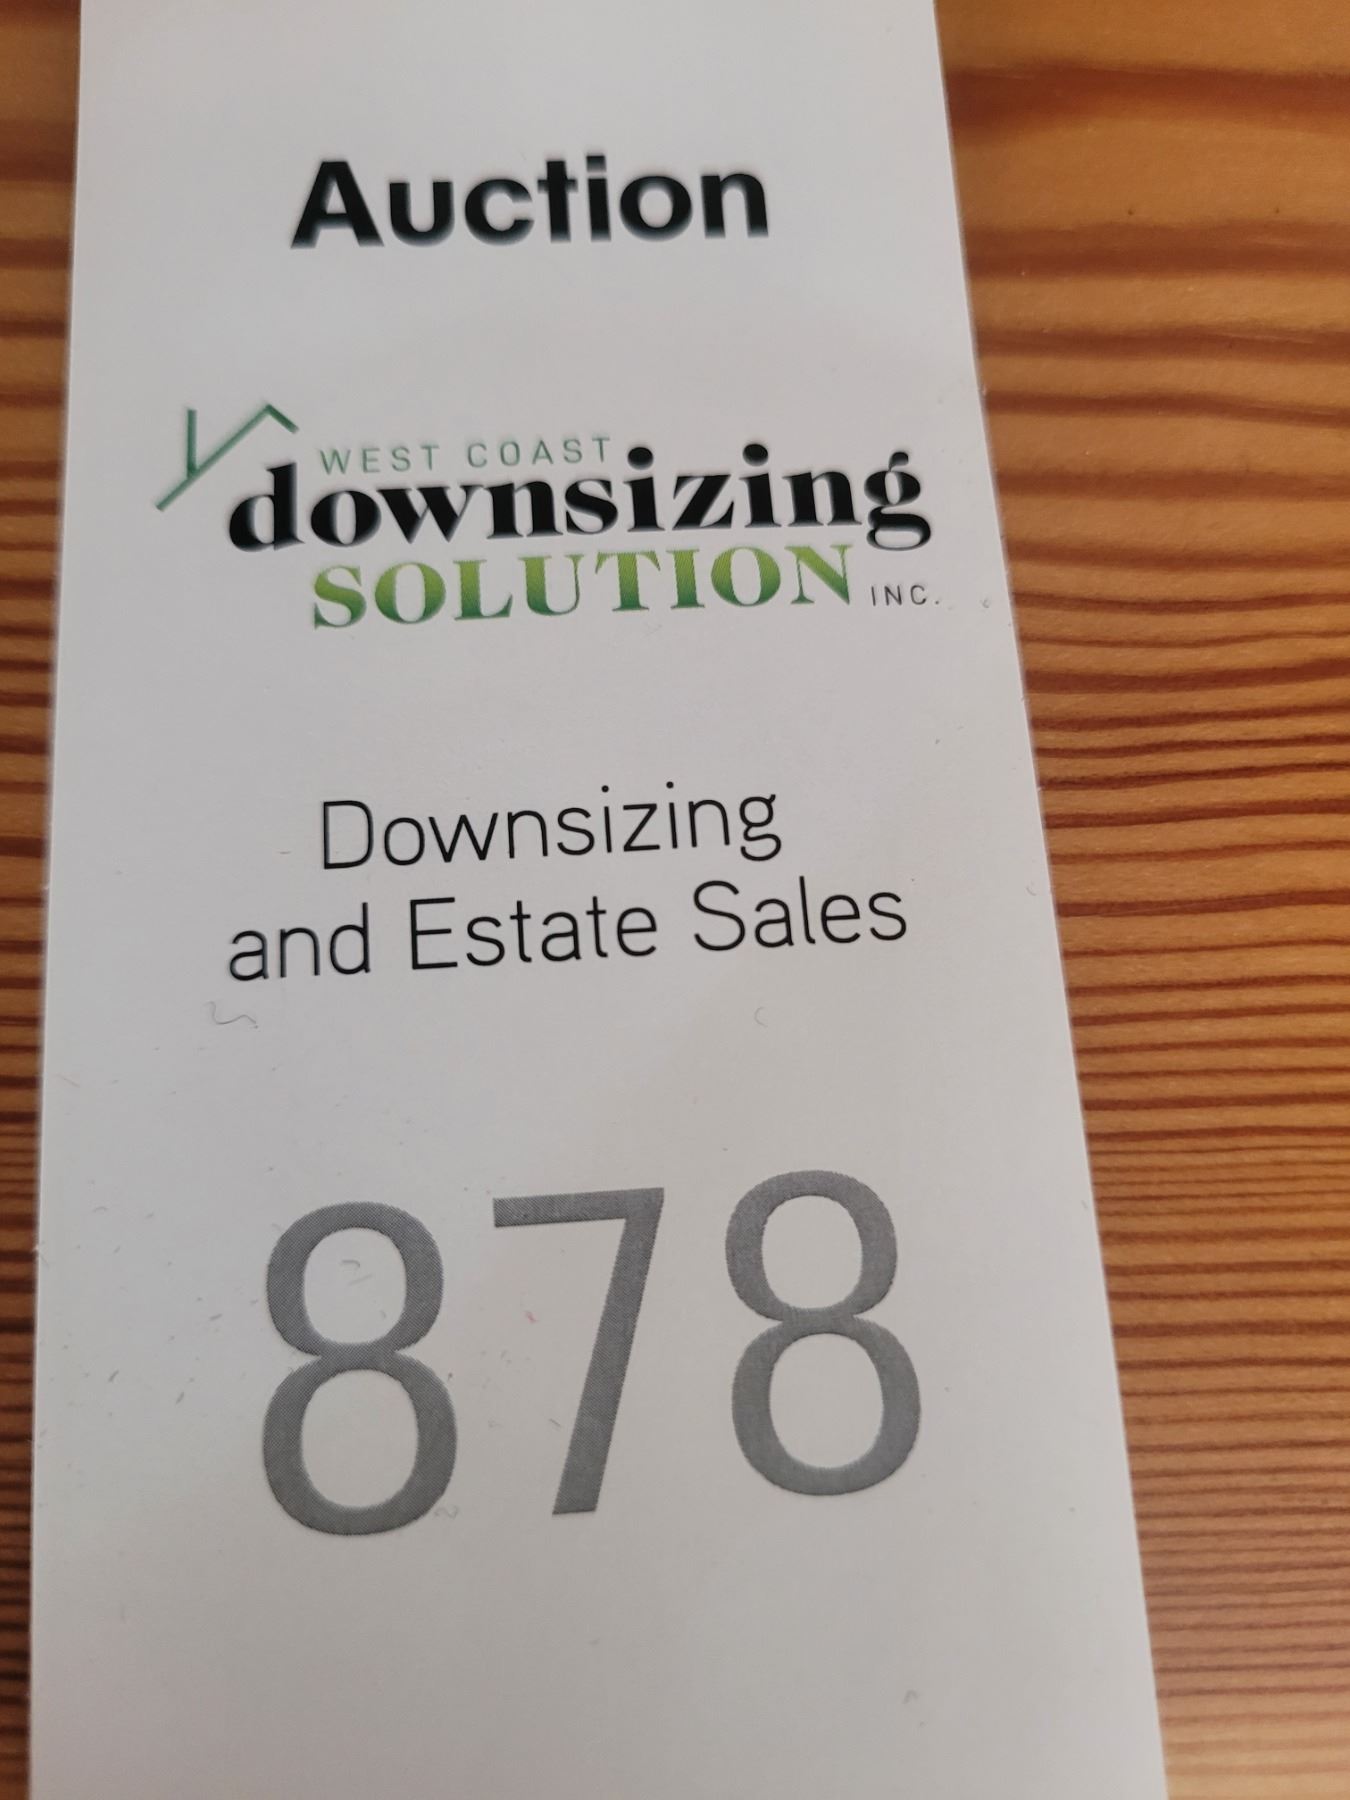 Auction
WEST COAST
downsizing
SOLUTION INC.
Downsizing
and Estate Sales
878